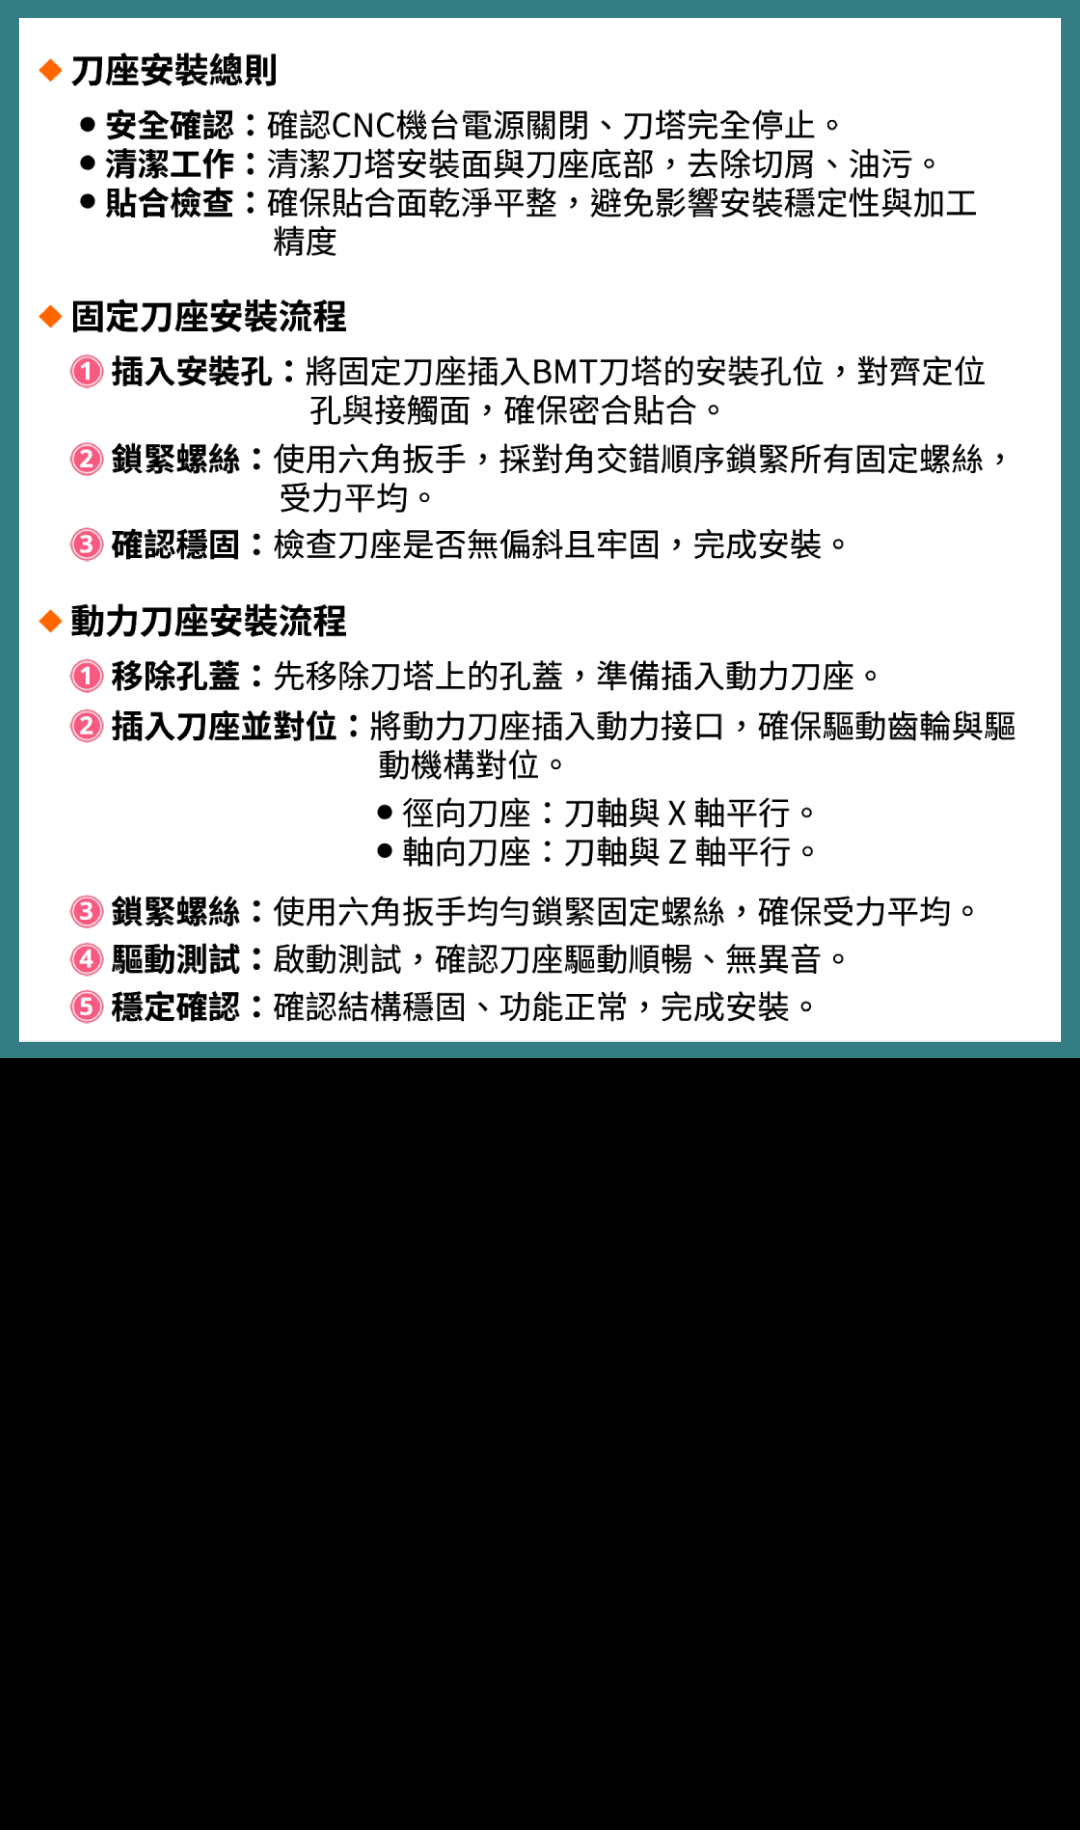 ◆ 刀座安裝總則
● 安全確認：確認CNC機台電源關閉、刀塔完全停止。
● 清潔工作：清潔刀塔安裝面與刀座底部，去除切屑、油污。
● 貼合檢查：確保貼合面乾淨平整，避免影響安裝穩定性與加工
精度
◆ 固定刀座安裝流程
① 插入安裝孔：將固定刀座插入BMT刀塔的安裝孔位，對齊定位
孔與接觸面，確保密合貼合。
② 鎖緊螺絲：使用六角扳手，採對角交錯順序鎖緊所有固定螺絲，
受力平均。
③ 確認穩固：檢查刀座是否無偏斜且牢固，完成安裝。
◆ 動力刀座安裝流程
① 移除孔蓋：先移除刀塔上的孔蓋，準備插入動力刀座。
② 插入刀座並對位：將動力刀座插入動力接口，確保驅動齒輪與驅
動機構對位。
● 徑向刀座：刀軸與 X 軸平行。
● 軸向刀座：刀軸與 Z 軸平行。
③ 鎖緊螺絲：使用六角扳手均勻鎖緊固定螺絲，確保受力平均。
④ 驅動測試：啟動測試，確認刀座驅動順暢、無異音。
⑤ 穩定確認：確認結構穩固、功能正常，完成安裝。